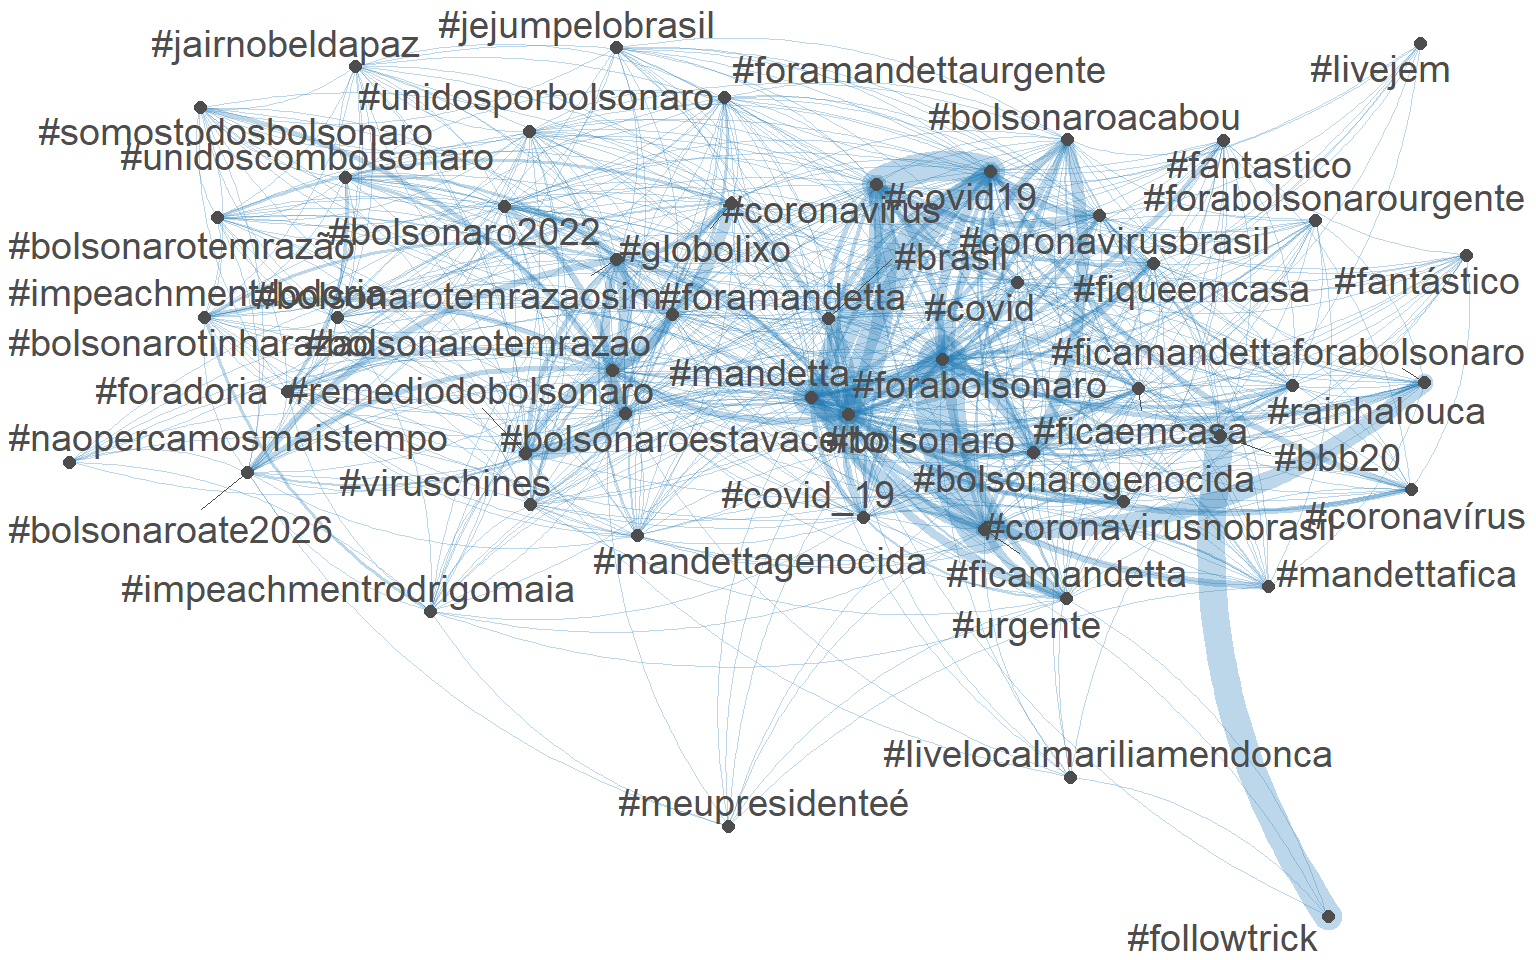 #jejumpelobrasil
#jairnobeldapaz
#livejem
#foramandettaurgente
#unidosporbolsonaro
#bolsonaroacabou
#somostodosbolsonaro
#unidoscombolsonaro
#fantastico
#covid19
#forabolsonarourgente
#coronavirus
#bolsonaro2022
#bolsonarotemrazão
#globolixo
#coronavirusbrasil
#brasil
#fantástico
#impeachmentdodoria
#bolsonarotemrazaosim
#foramandetta
#fiqueemcasa
#covid
#bolsonarotinharazao
#bolsonarotemrazao
#ficamandettaforabolsonaro
#mandetta
#forabolsonaro
#foradoria
#remediodobolsonaro
#rainhalouca
#naopercamosmaistempo
#bolsonaroestavacerto
#bolsonaro
#ficaemcasa
#bbb20
#viruschines
#covid_19
#bolsonarogenocida
#bolsonaroate2026
#coronavirusnobrasil
#coronavírus
#mandettagenocida
#ficamandetta
#mandettafica
#impeachmentrodrigomaia
#urgente
#livelocalmariliamendonca
#meupresidenteé
#followtrick